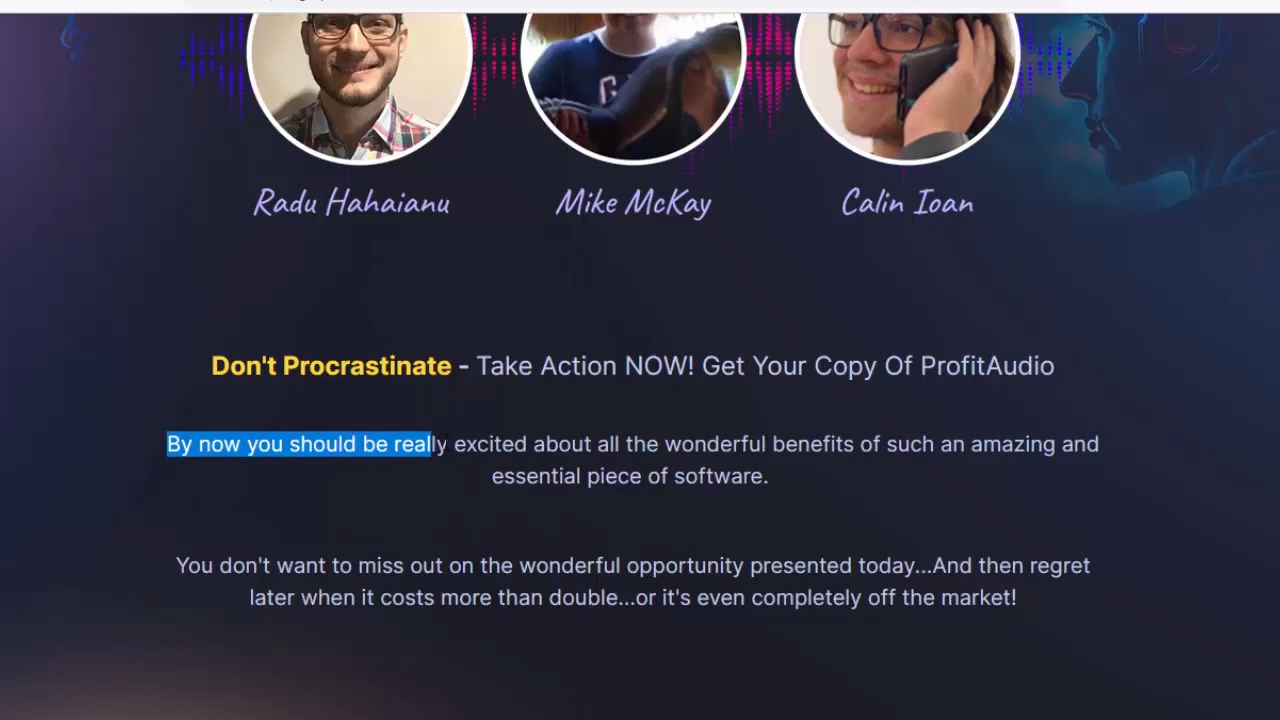 Radu Hahaianu
Mike McKay
Calin Ioan
Don't Procrastinate - Take Action NOW! Get Your Copy Of ProfitAudio
By now you should be really excited about all the wonderful benefits of such an amazing and
essential piece of software.
You don't want to miss out on the wonderful opportunity presented today...And then regret
later when it costs more than double...or it's even completely off the market!